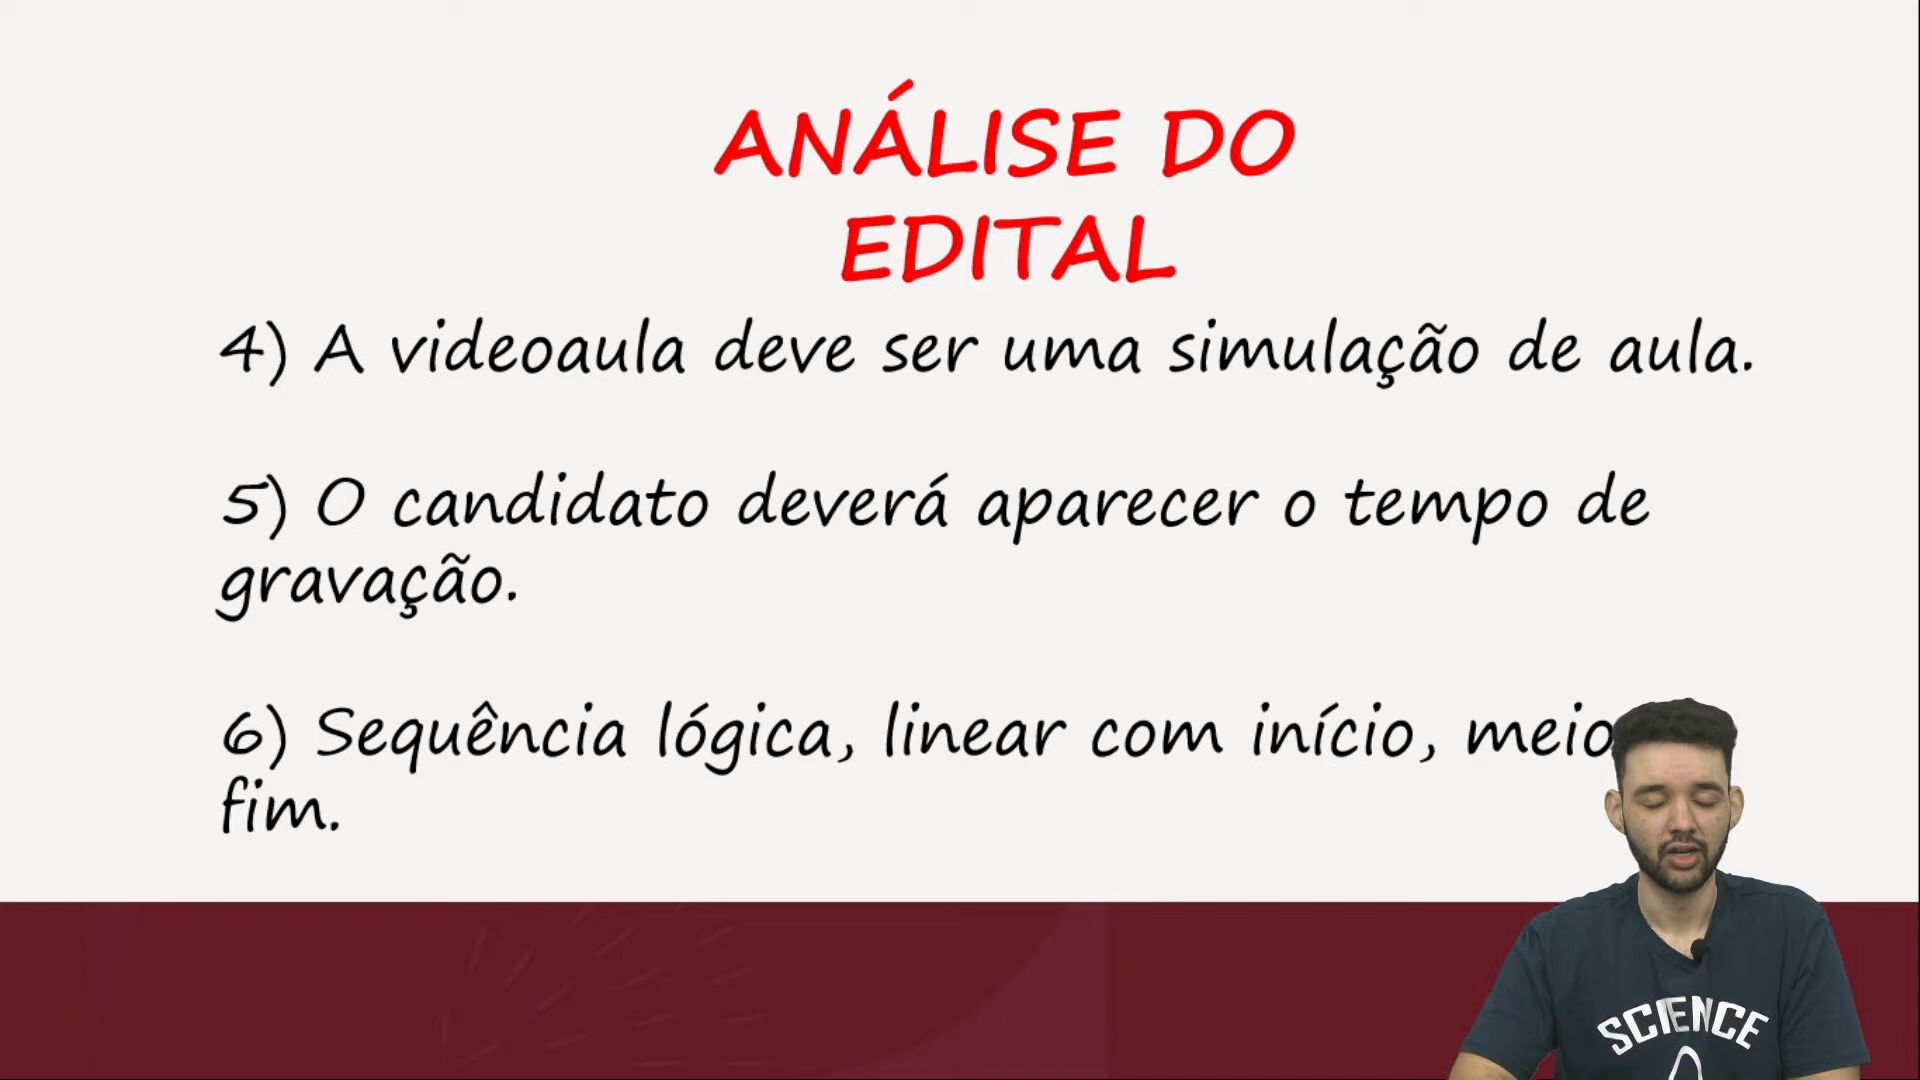 ANÁLISE DO
EDITAL
4) A videoaula deve ser uma simulação de aula.
5) O candidato deverá aparecer o tempo de
gravação.
6) Sequência lógica, linear com início, meio
fim.
SCIENCE